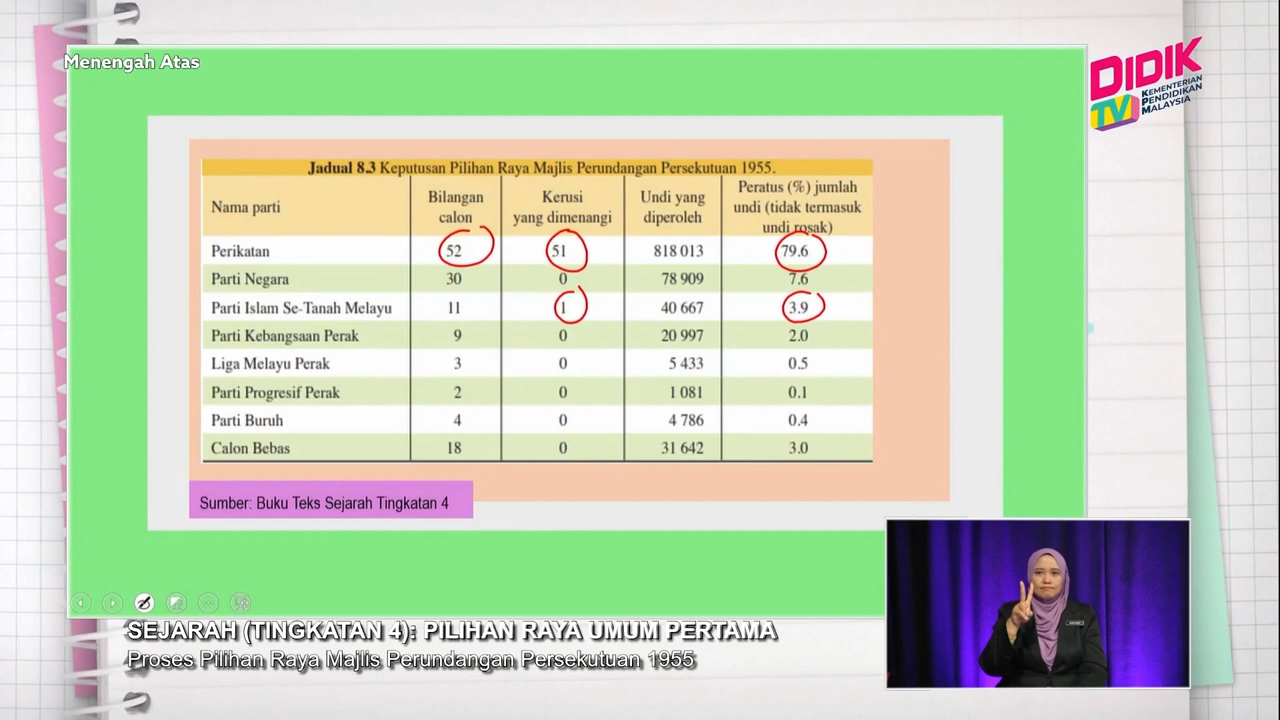 Menengah Atas
DIDIK
TV
KEMENTERIAN
PENDIDIKAN
MALAYSIA
Jadual 8.3 Keputusan Pilihan Raya Majlis Perundangan Persekutuan 1955.
Nama parti
Bilangan
calon
Kerusi
yang dimenangi
Undi yang
diperoleh
Peratus (%) jumlah
undi (tidak termasuk
undi rosak)
Perikatan 52 51 818 013 79.6
Parti Negara 30 0 78 909 7.6
Parti Islam Se-Tanah Melayu 11 1 40 667 3.9
Parti Kebangsaan Perak 9 0 20 997 2.0
Liga Melayu Perak 3 0 5 433 0.5
Parti Progresif Perak 2 0 1 081 0.1
Parti Buruh 4 0 4 786 0.4
Calon Bebas 18 0 31 642 3.0
Sumber: Buku Teks Sejarah Tingkatan 4
SEJARAH (TINGKATAN 4): PILIHAN RAYA UMUM PERTAMA
Proses Pilihan Raya Majlis Perundangan Persekutuan 1955